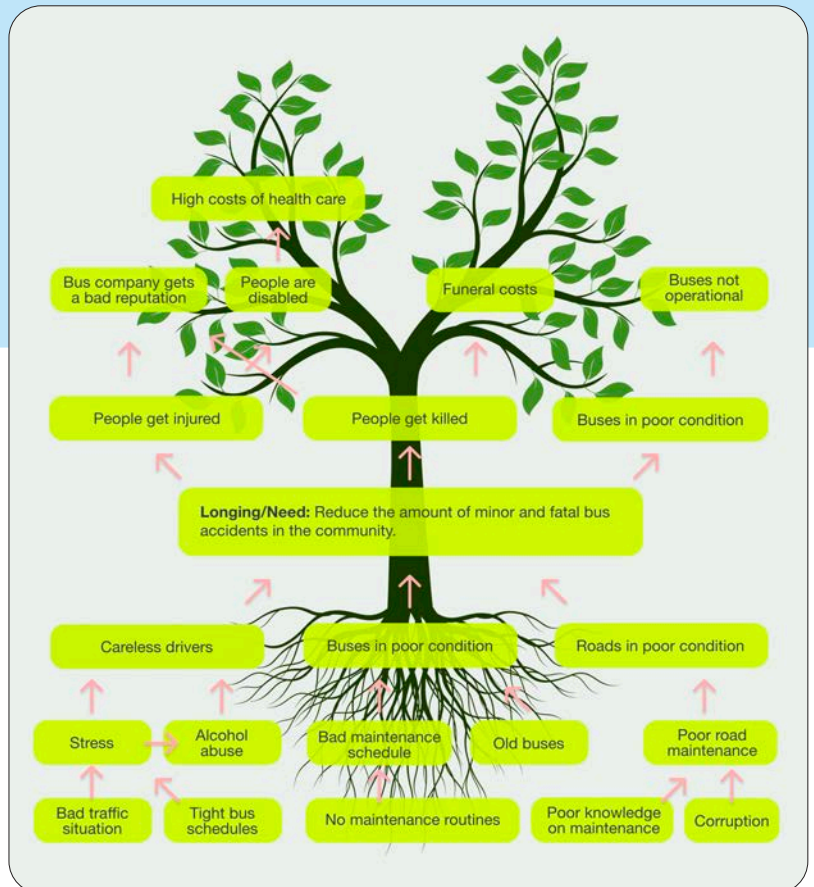 High costs of health care
Bus company gets
a bad reputation
People are
disabled
Funeral costs
Buses not
operational
People get injured
People get killed
Buses in poor condition
Longing/Need: Reduce the amount of minor and fatal bus
accidents in the community.
Careless drivers
Buses in poor condition
Roads in poor condition
Stress
Alcohol
abuse
Bad maintenance
schedule
Old buses
Poor road
maintenance
Bad traffic
situation
Tight bus
schedules
No maintenance routines
Poor knowledge
on maintenance
Corruption